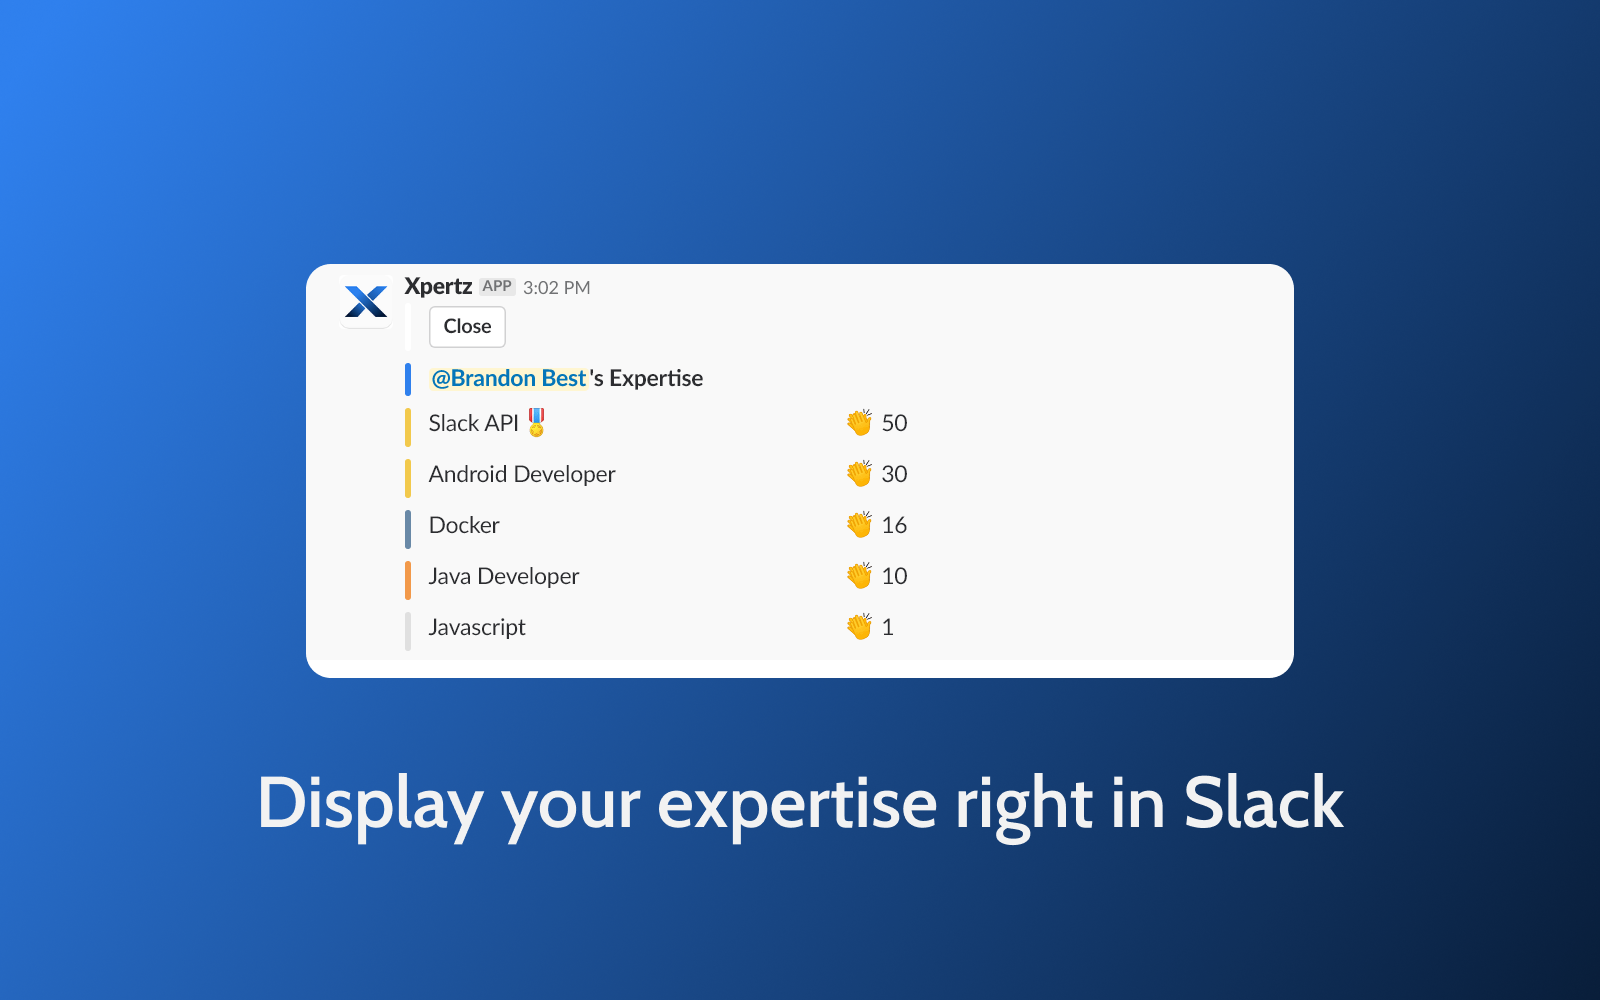 Xpertz APP 3:02 PM
Close
@Brandon Best's Expertise
Slack API 🎖 👏 50
Android Developer 👏 30
Docker 👏 16
Java Developer 👏 10
Javascript 👏 1
Display your expertise right in Slack